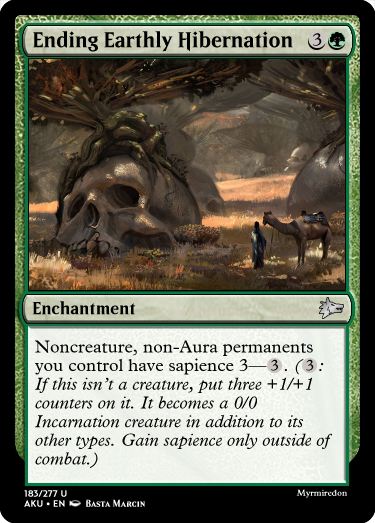 Ending Earthly Hibernation 3
Enchantment
Noncreature, non-Aura permanents
you control have sapience 3—3. (3:
If this isn't a creature, put three +1/+1
counters on it. It becomes a 0/0
Incarnation creature in addition to its
other types. Gain sapience only outside of
combat.)
183/277 U
Myrmiredon
AKU • EN Basta Marcin